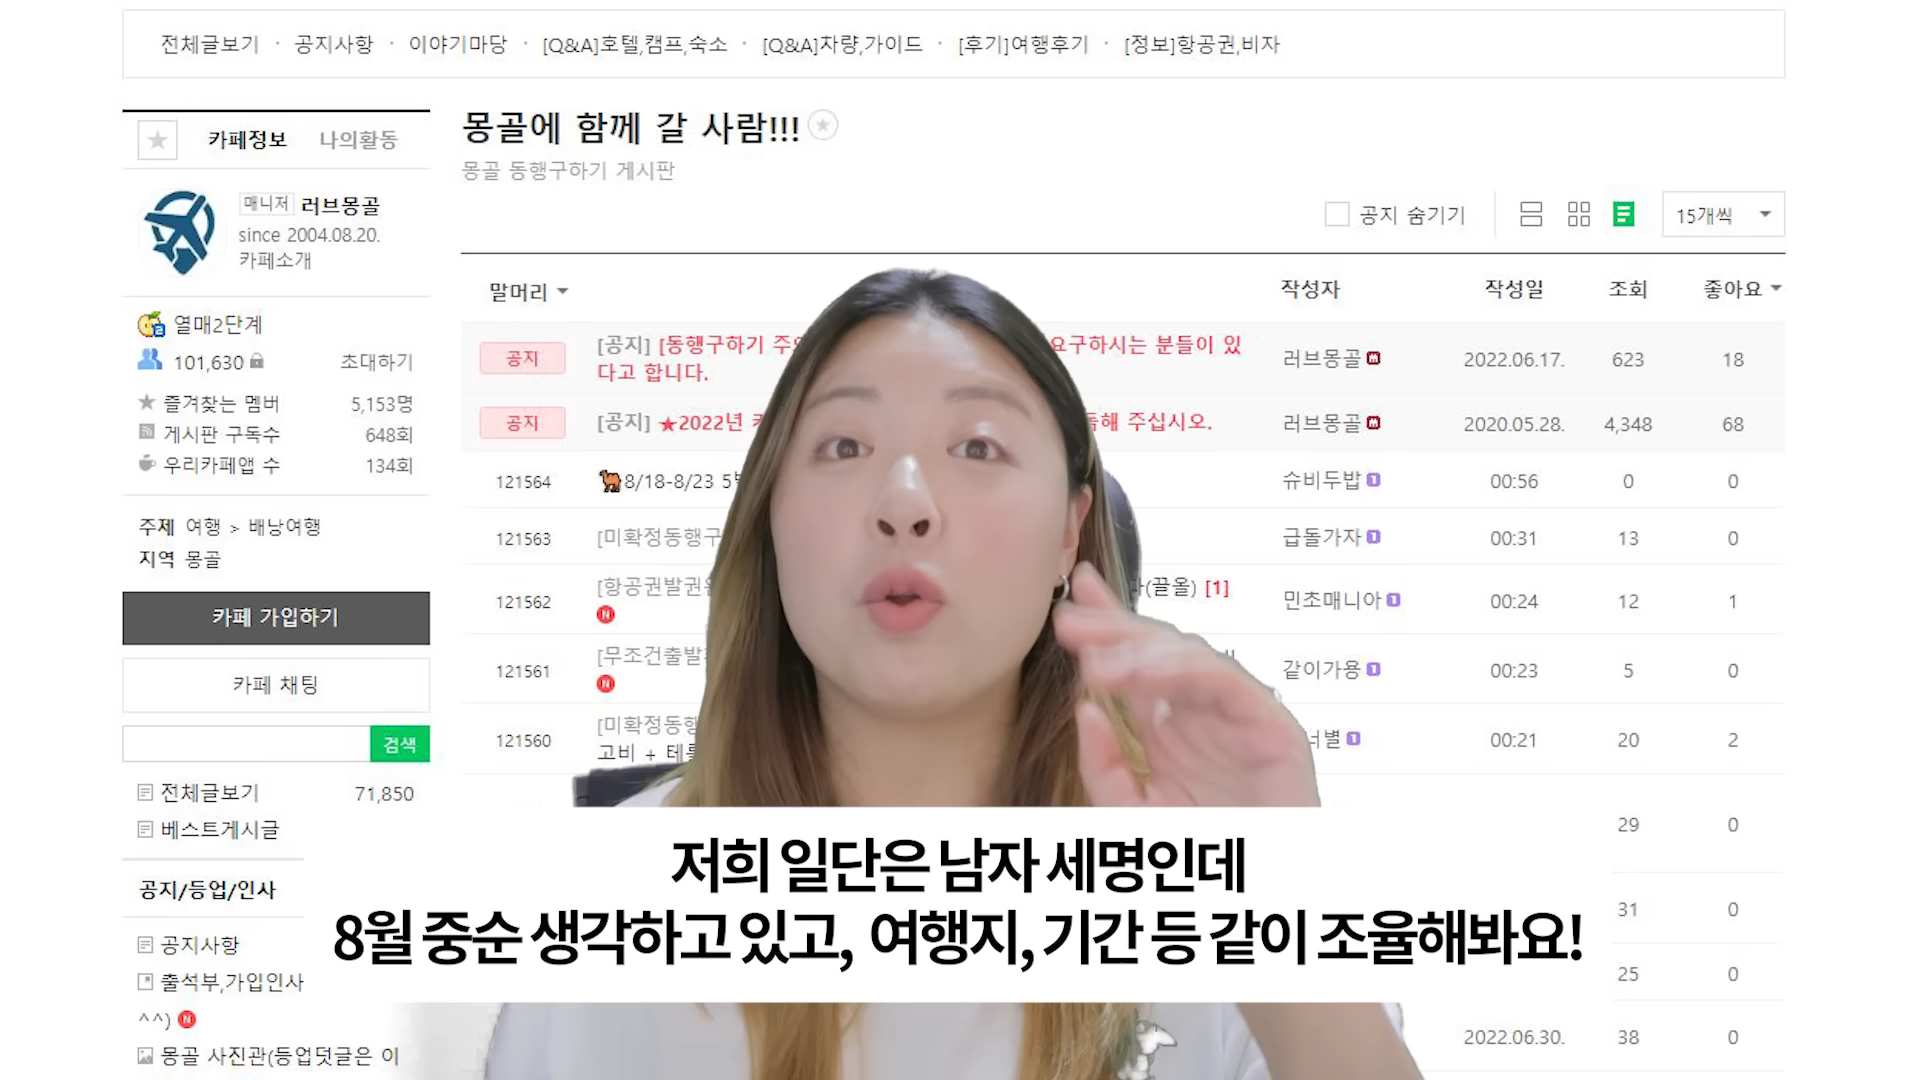 전체글보기 · 공지사항 · 이야기마당 · [Q&A]호텔,캠프,숙소 · [Q&A]차량,가이드 · [후기]여행후기 · [정보]항공권,비자
카페정보 나의활동
매니저 러브몽골
since 2004.08.20.
카페소개
열매2단계
101,630 초대하기
즐겨찾는 멤버 5,153명
게시판 구독수 648회
우리카페앱 수 134회
주제 여행 > 배낭여행
지역 몽골
카페 가입하기
카페 채팅
검색
전체글보기 71,850
베스트게시글
공지/등업/인사
공지사항
출석부,가입인사
^^) N
몽골 사진관(등업덧글은 이
몽골에 함께 갈 사람!!!
몽골 동행구하기 게시판
공지 숨기기 15개씩
말머리 작성자 작성일 조회 좋아요
공지 [공지] [동행구하기 요구하시는 분들이 있
다고 합니다. 러브몽골 2022.06.17. 623 18
공지 [공지] ★2022년 해 주십시오. 러브몽골 2020.05.28. 4,348 68
121564 8/18-8/23 슈비두밥 1 00:56 0 0
121563 [미확정동행구 급돌가자 1 00:31 13 0
121562 [항공권발권 (끌올) [1] 민초매니아 1 00:24 12 1
N
121561 [무조건출발 같이가용 1 00:23 5 0
N
121560 [미확정동행
고비 + 테를 너별 1 00:21 20 2
29 0
31 0
25 0
2022.06.30. 38 0
저희 일단은 남자 세명인데
8월 중순 생각하고 있고, 여행지, 기간 등 같이 조율해봐요!